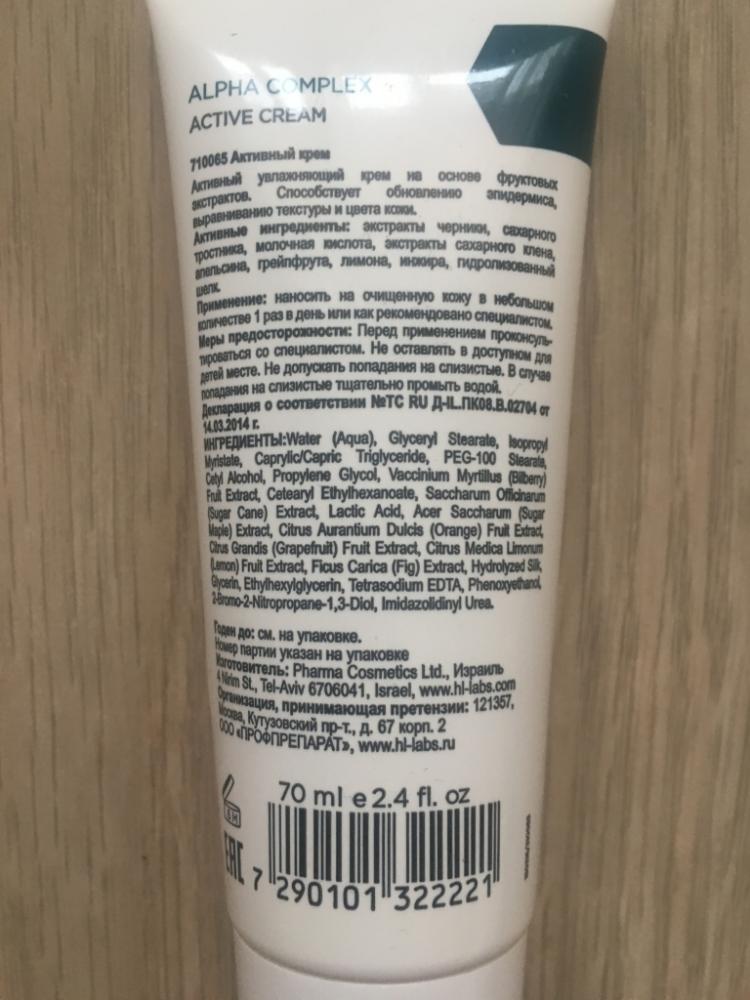 ALPHA COMPLEX
ACTIVE CREAM
710065 Активный крем
Активный увлажняющий крем на основе фруктовых
экстрактов. Способствует обновлению эпидермиса,
выравниванию текстуры и цвета кожи.
Активные ингредиенты: экстракты черники, сахарного
тростника, молочная кислота, экстракты сахарного клена,
апельсина, грейпфрута, лимона, инжира, гидролизованный
шелк.
Применение: наносить на очищенную кожу в небольшом
количестве 1 раз в день или как рекомендовано специалистом.
Меры предосторожности: Перед применением проконсуль-
тироваться со специалистом. Не оставлять в доступном для
детей месте. Не допускать попадания на слизистые. В случае
попадания на слизистые тщательно промыть водой.
Декларация о соответствии №ТС RU Д-IL.ПК08.В.02704 от
14.03.2014 г.
ИНГРЕДИЕНТЫ:Water (Aqua), Glyceryl Stearate, Isopropyl
Myristate, Caprylic/Capric Triglyceride, PEG-100 Stearate,
Cetyl Alcohol, Propylene Glycol, Vaccinium Myrtillus (Bilberry)
Fruit Extract, Cetearyl Ethylhexanoate, Saccharum Officinarum
(Sugar Cane) Extract, Lactic Acid, Acer Saccharum (Sugar
Maple) Extract, Citrus Aurantium Dulcis (Orange) Fruit Extract,
Citrus Grandis (Grapefruit) Fruit Extract, Citrus Medica Limonum
(Lemon) Fruit Extract, Ficus Carica (Fig) Extract, Hydrolyzed Silk,
Glycerin, Ethylhexylglycerin, Tetrasodium EDTA, Phenoxyethanol,
2-Bromo-2-Nitropropane-1,3-Diol, Imidazolidinyl Urea.
Годен до: см. на упаковке.
Номер партии указан на упаковке
Изготовитель: Pharma Cosmetics Ltd., Израиль
4 Nirim St., Tel-Aviv 6706041, Israel, www.hl-labs.com
Организация, принимающая претензии: 121357,
Москва, Кутузовский пр-т., д. 67 корп. 2
ООО «ПРОФПРЕПАРАТ», www.hl-labs.ru
70 ml e 2.4 fl. oz
EAC
7 290101 322221